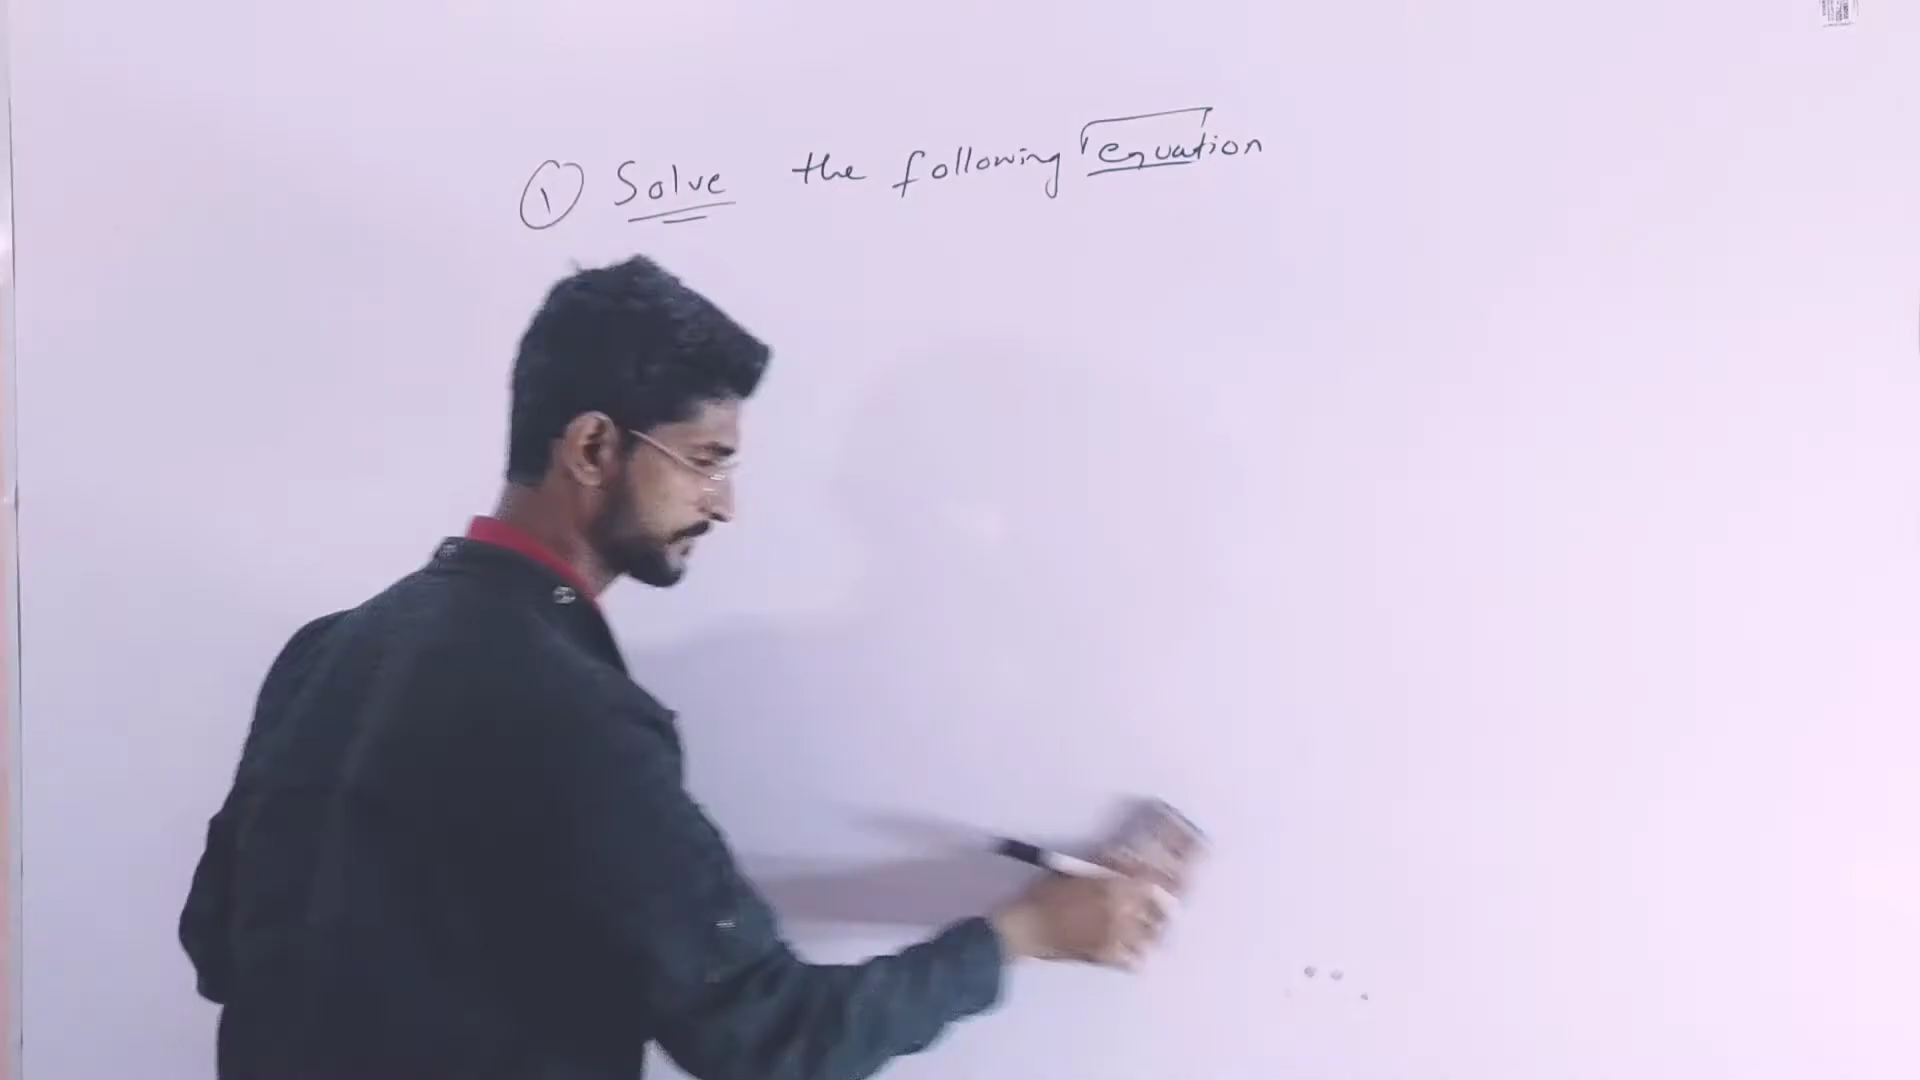 ① Solve the following equation